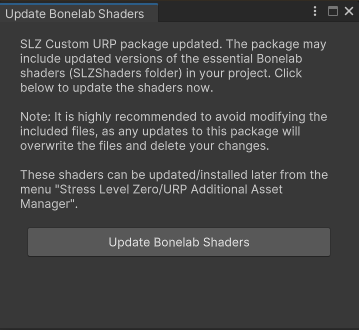 Update Bonelab Shaders
SLZ Custom URP package updated. The package may
include updated versions of the essential Bonelab
shaders (SLZShaders folder) in your project. Click
below to update the shaders now.
Note: It is highly recommended to avoid modifying the
included files, as any updates to this package will
overwrite the files and delete your changes.
These shaders can be updated/installed later from the
menu "Stress Level Zero/URP Additional Asset
Manager".
Update Bonelab Shaders